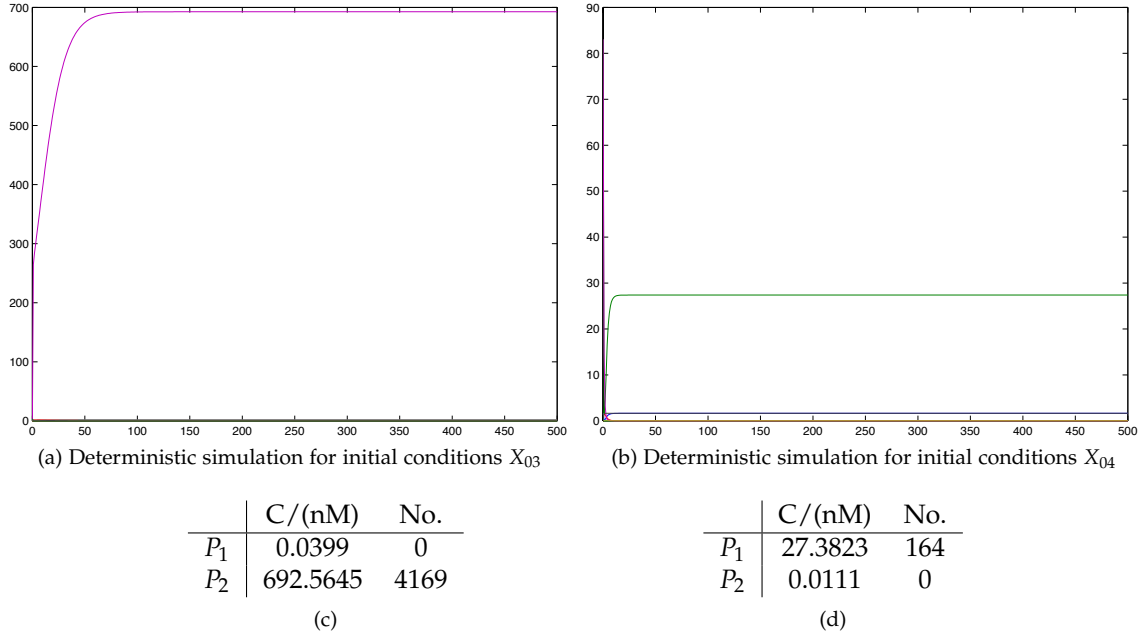 700
600
500
400
300
200
100
0
0 50 100 150 200 250 300 350 400 450 500
(a) Deterministic simulation for initial conditions X₀₃
90
80
70
60
50
40
30
20
10
0
0 50 100 150 200 250 300 350 400 450 500
(b) Deterministic simulation for initial conditions X₀₄
C/(nM) No.
P₁ 0.0399 0
P₂ 692.5645 4169
(c)
C/(nM) No.
P₁ 27.3823 164
P₂ 0.0111 0
(d)